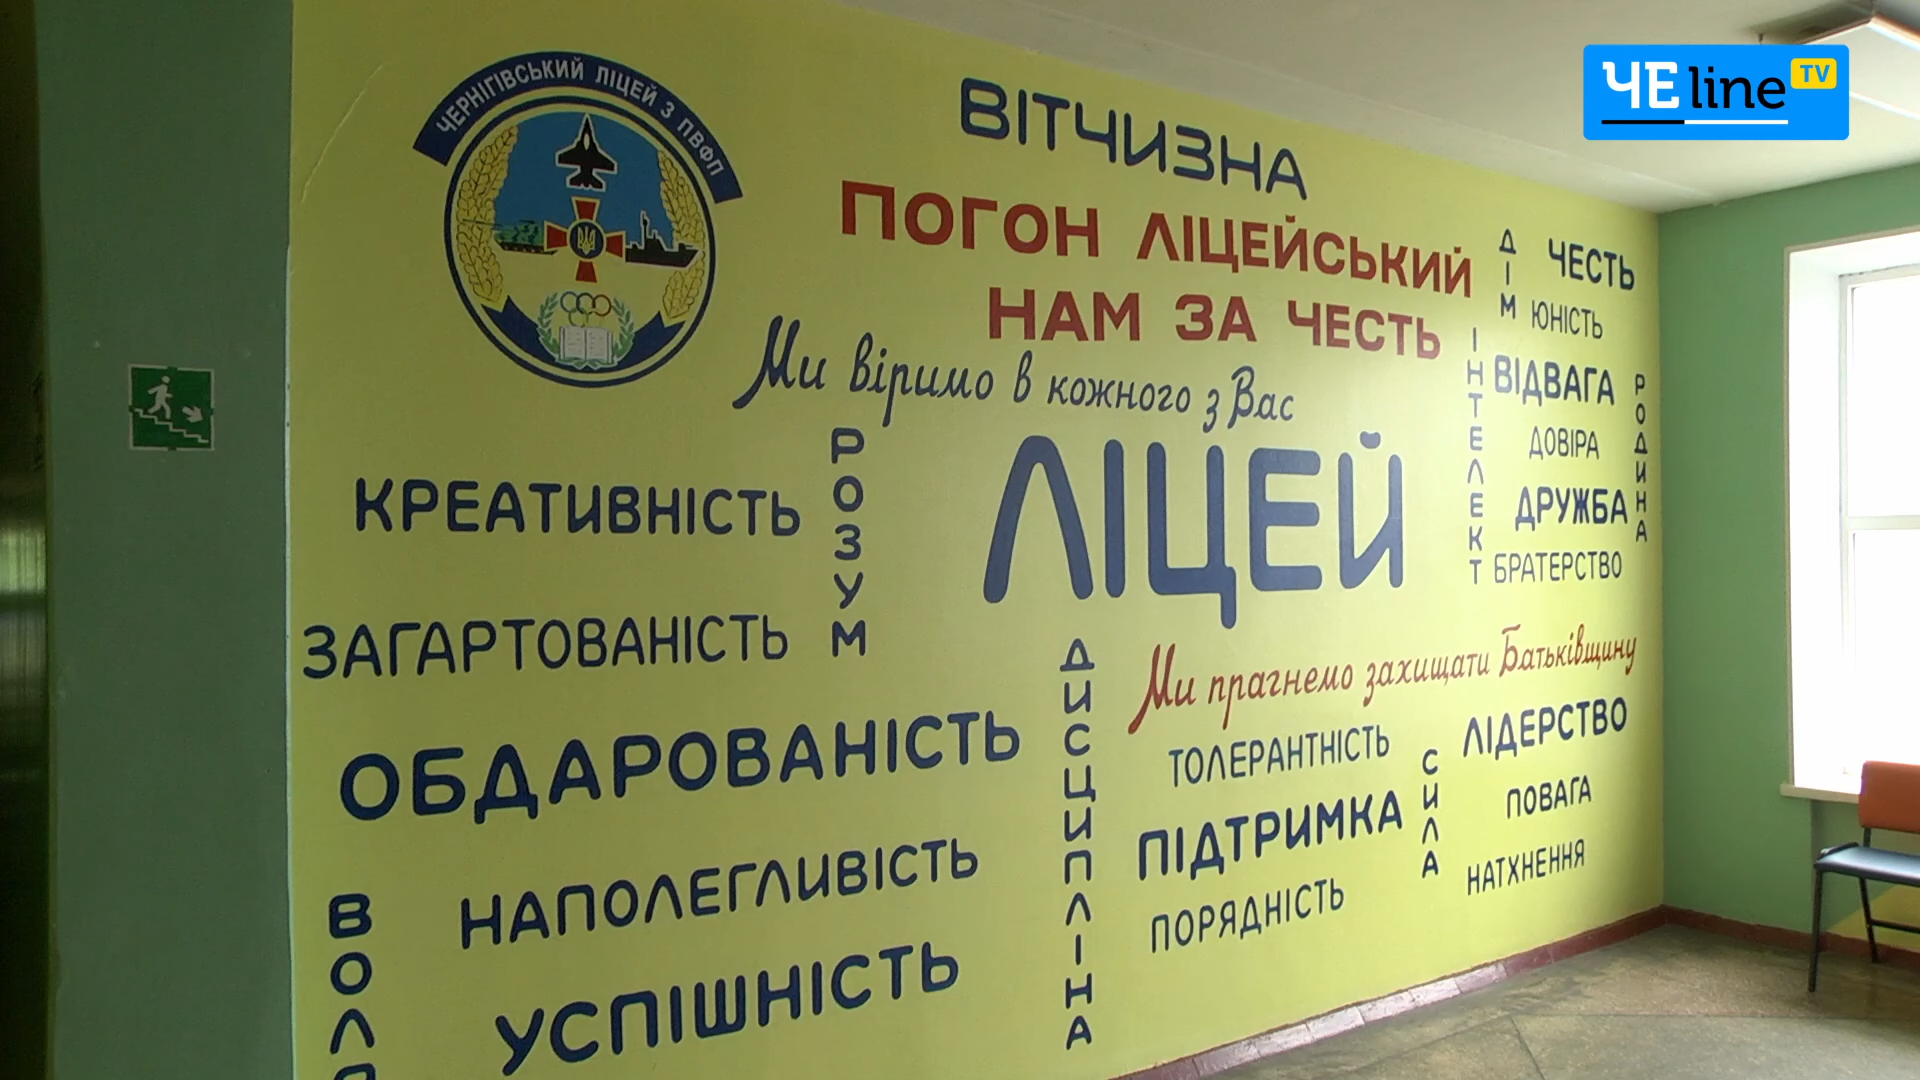 ЧЕline TV
ЧЕРНІГІВСЬКИЙ ЛІЦЕЙ З ПВФП
ВІТЧИЗНА
ПОГОН ЛІЦЕЙСЬКИЙ
НАМ ЗА ЧЕСТЬ
Ми віримо в кожного з Вас
ДІМ
ЧЕСТЬ
ЮНІСТЬ
ІНТЕЛЕКТ
ВІДВАГА
РОДИНА
ДОВІРА
ДРУЖБА
БРАТЕРСТВО
КРЕАТИВНІСТЬ
РОЗУМ
ЛІЦЕЙ
ЗАГАРТОВАНІСТЬ
ДИСЦИПЛІНА
Ми прагнемо захищати Батьківщину
ОБДАРОВАНІСТЬ
ТОЛЕРАНТНІСТЬ
СИЛА
ЛІДЕРСТВО
ПІДТРИМКА
ПОВАГА
НАПОЛЕГЛИВІСТЬ
ПОРЯДНІСТЬ
НАТХНЕННЯ
ВОЛЯ
УСПІШНІСТЬ